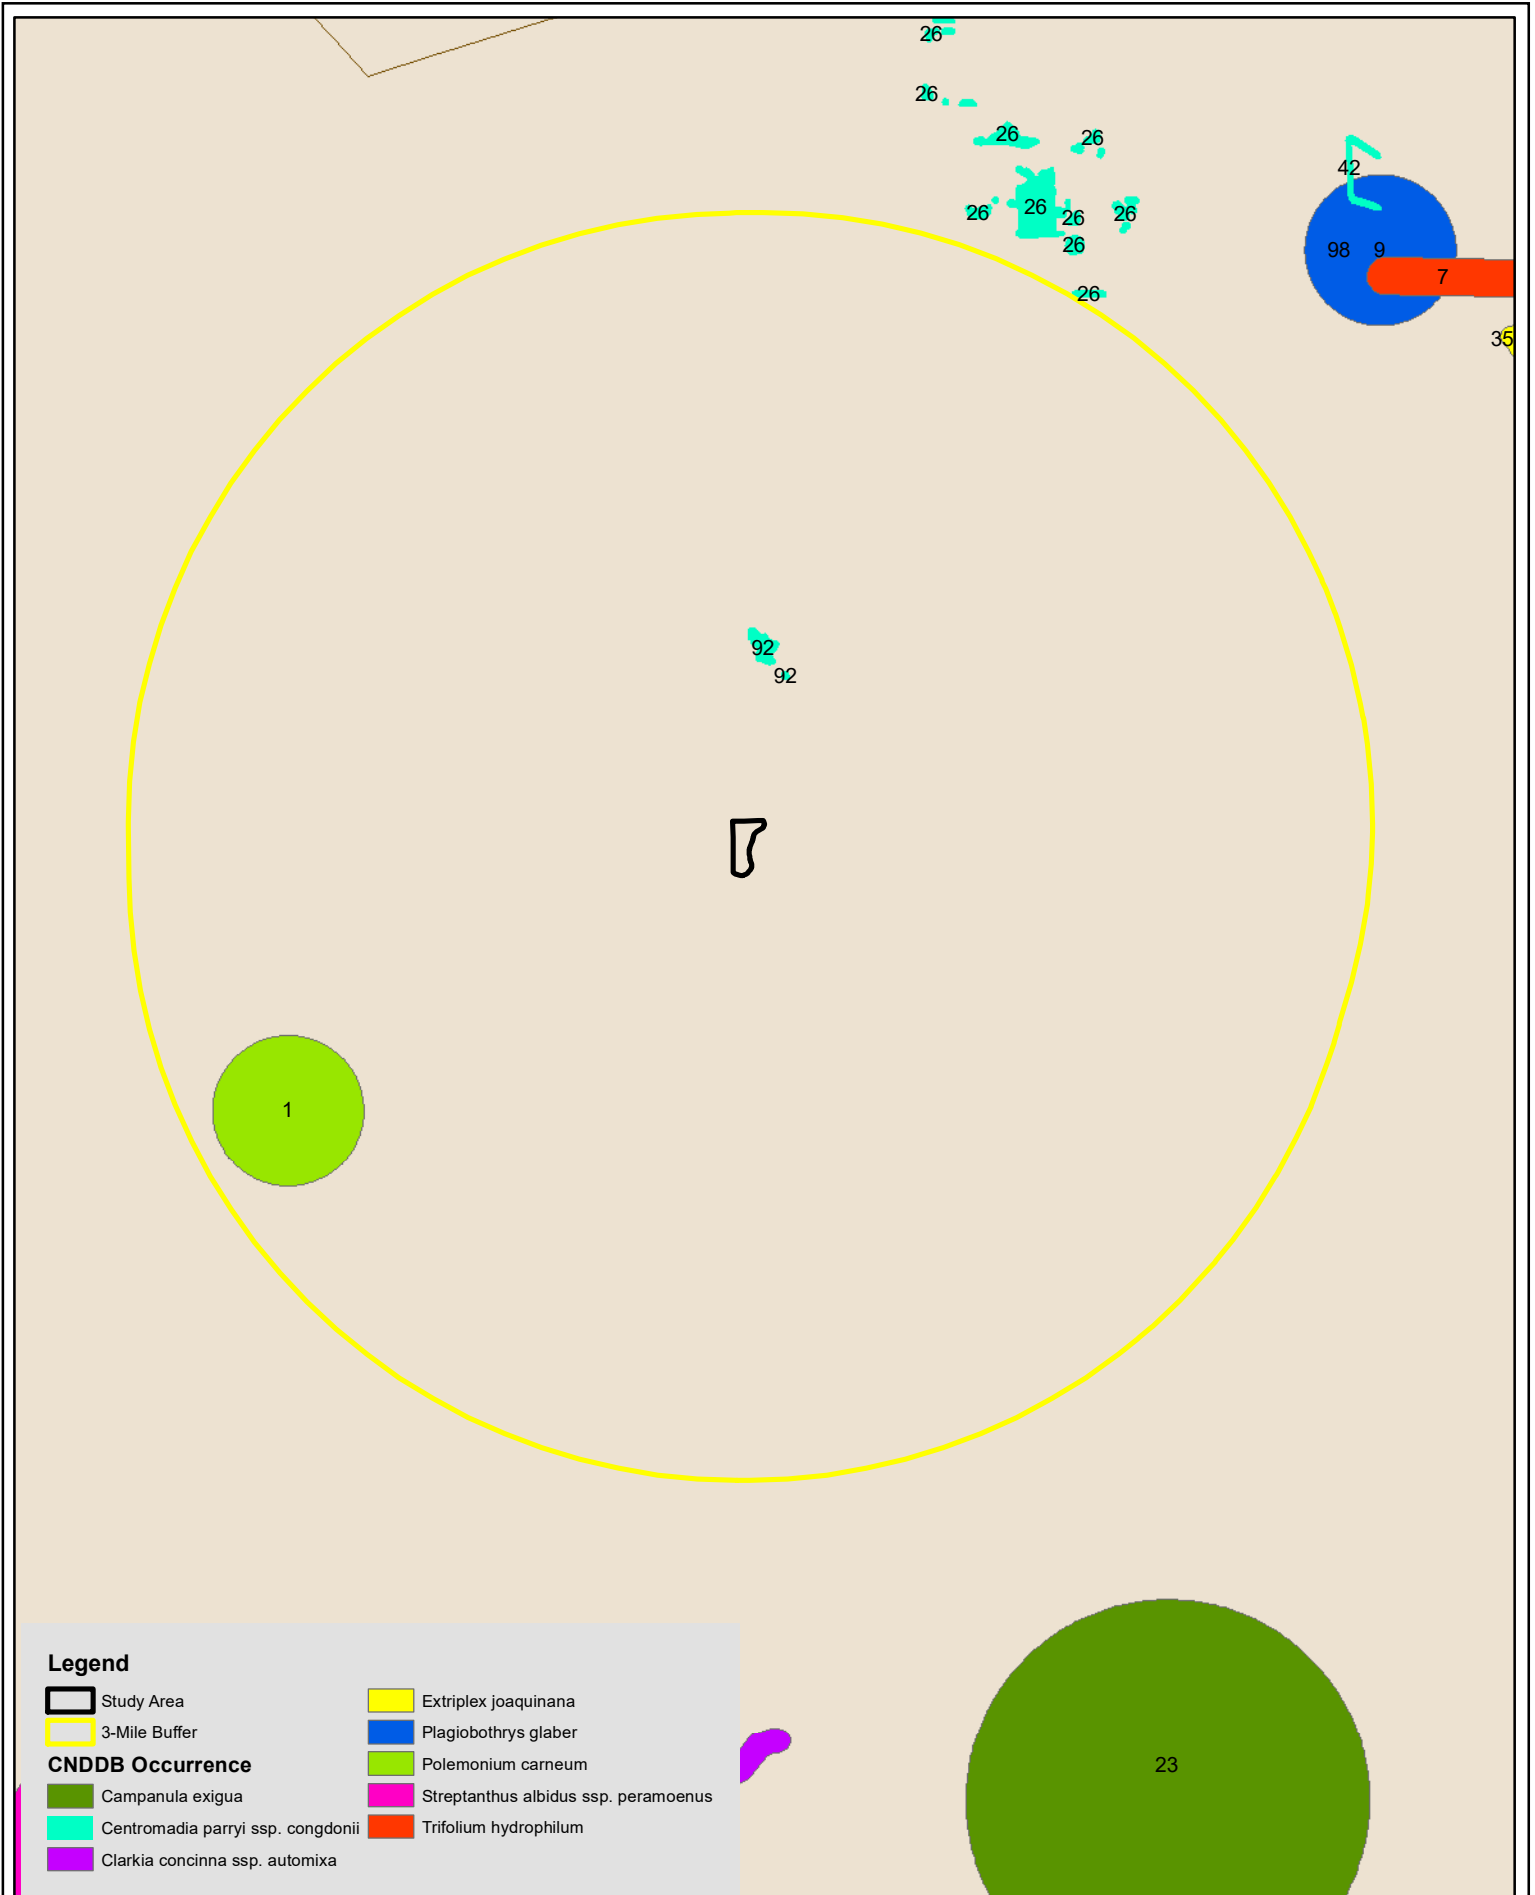 26
26
26
26
42
26
26
26
26
26
98
9
7
26
35
92
92
1
23
Legend
Study Area
3-Mile Buffer
CNDDB Occurrence
Campanula exigua
Centromadia parryi ssp. congdonii
Clarkia concinna ssp. automixa
Extriplex joaquinana
Plagiobothrys glaber
Polemonium carneum
Streptanthus albidus ssp. peramoenus
Trifolium hydrophilum